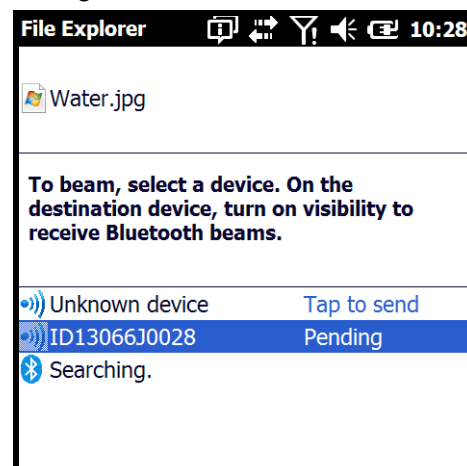 File Explorer 10:28
Water.jpg
To beam, select a device. On the
destination device, turn on visibility to
receive Bluetooth beams.
Unknown device Tap to send
ID13066J0028 Pending
Searching.